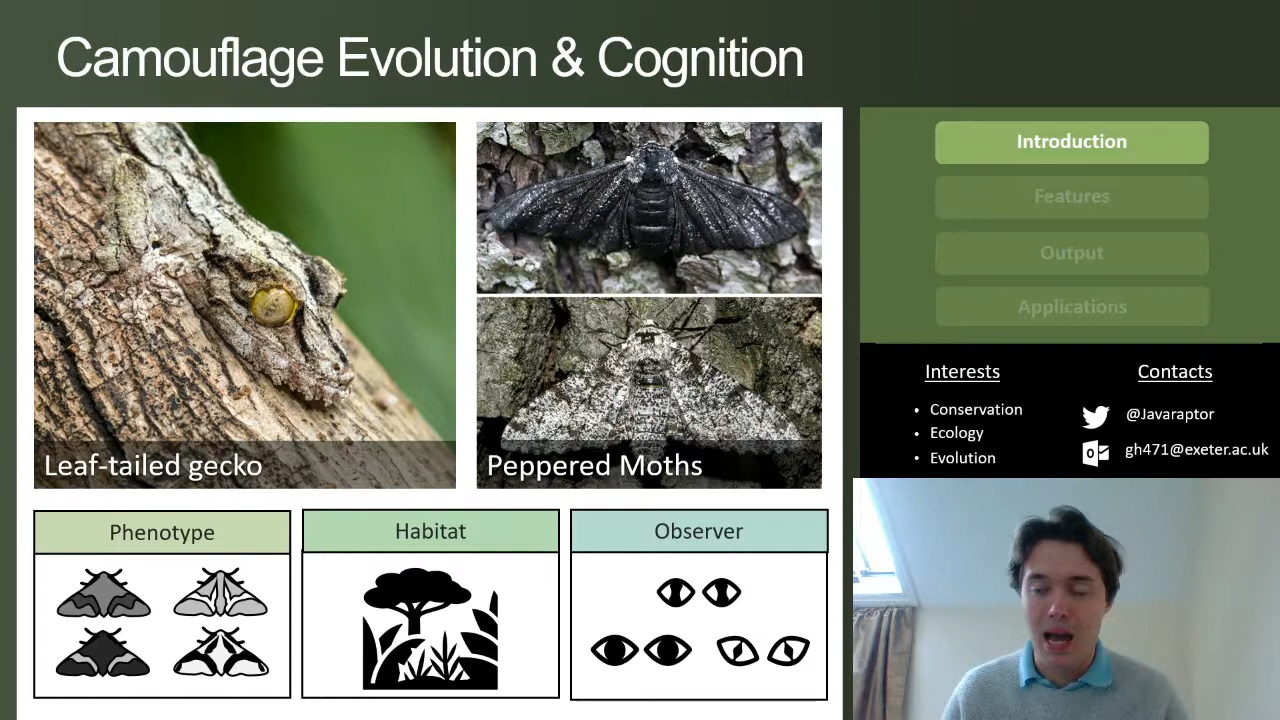 Camouflage Evolution & Cognition
Leaf-tailed gecko
Peppered Moths
Phenotype
Habitat
Observer
Introduction
Features
Output
Applications
Interests
• Conservation
• Ecology
• Evolution
Contacts
@Javaraptor
gh471@exeter.ac.uk